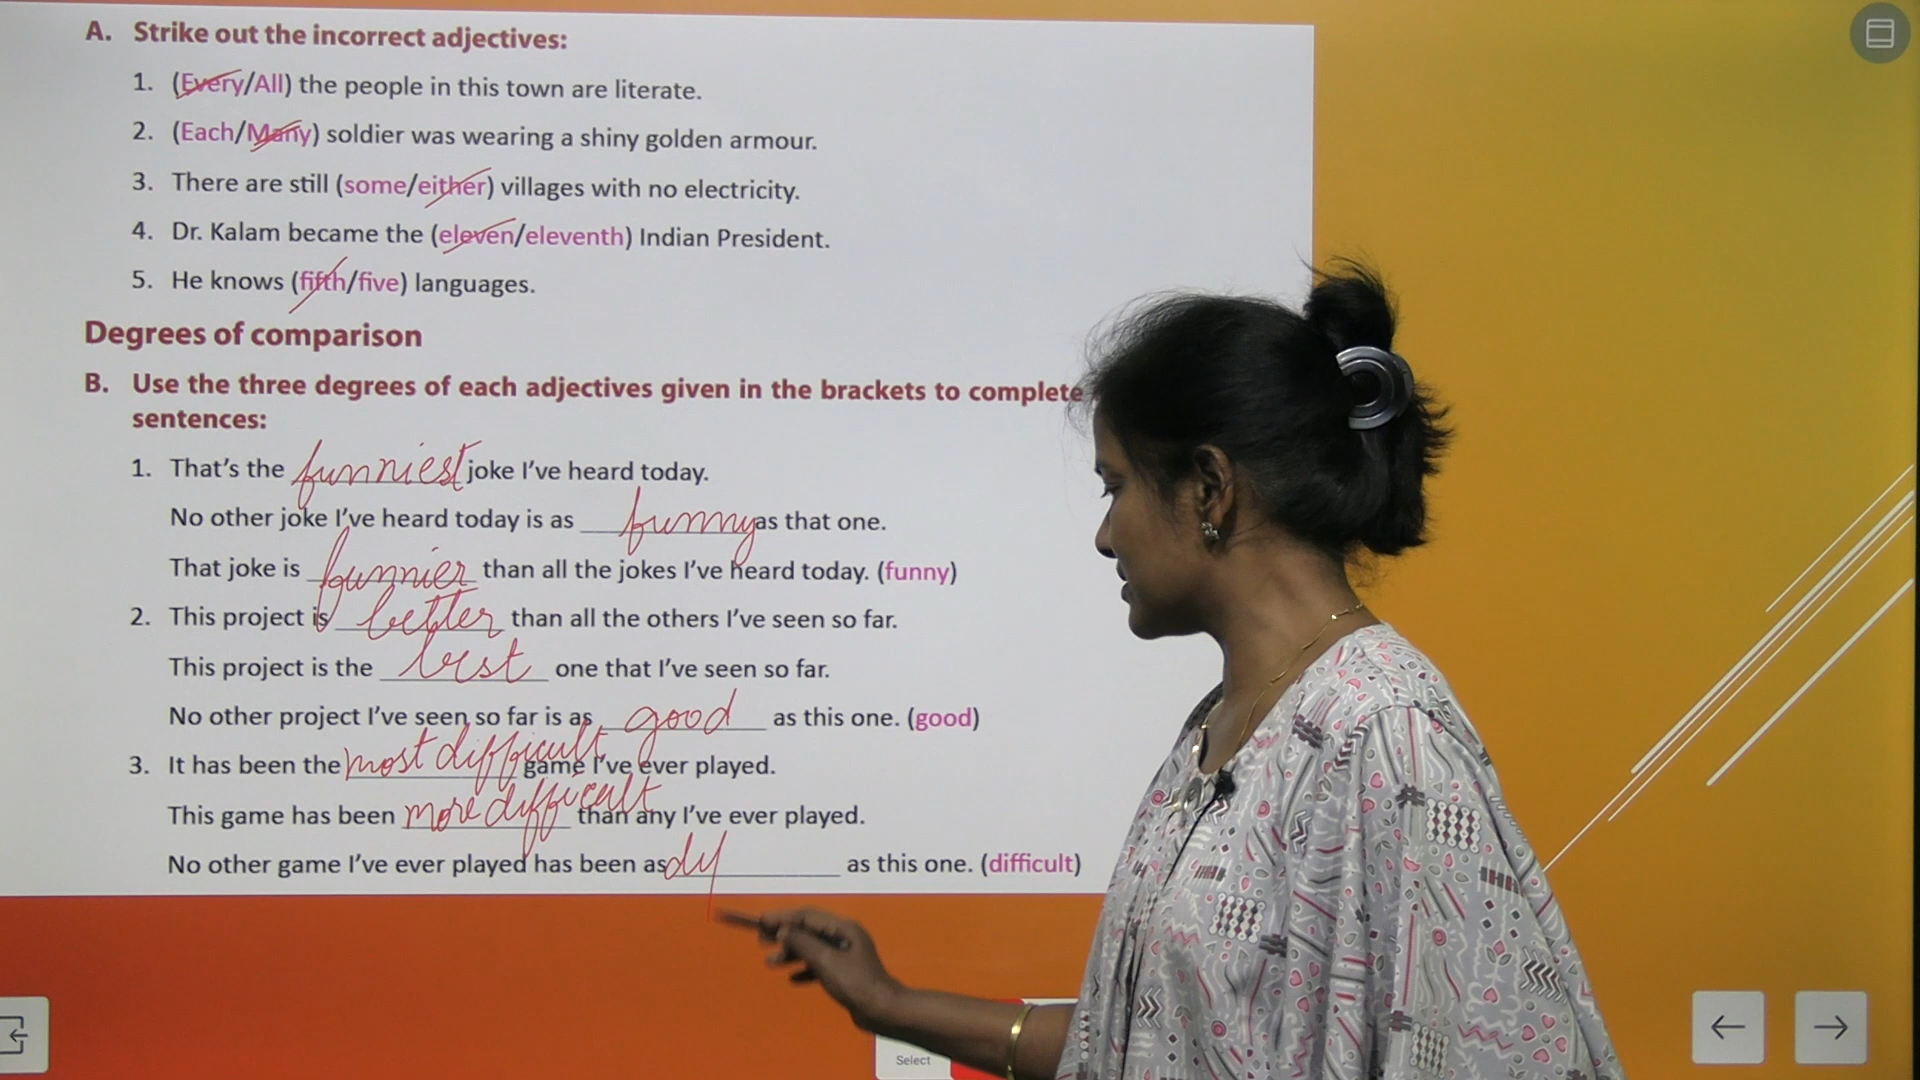 A. Strike out the incorrect adjectives:
1. (Every/All) the people in this town are literate.
2. (Each/Many) soldier was wearing a shiny golden armour.
3. There are still (some/either) villages with no electricity.
4. Dr. Kalam became the (eleven/eleventh) Indian President.
5. He knows (fifth/five) languages.
Degrees of comparison
B. Use the three degrees of each adjectives given in the brackets to complete
sentences:
1. That's the funniest joke I've heard today.
No other joke I've heard today is as funny as that one.
That joke is funnier than all the jokes I've heard today. (funny)
2. This project is better than all the others I've seen so far.
This project is the best one that I've seen so far.
No other project I've seen so far is as good as this one. (good)
3. It has been the most difficult game I've ever played.
This game has been more difficult than any I've ever played.
No other game I've ever played has been as as this one. (difficult)
Select